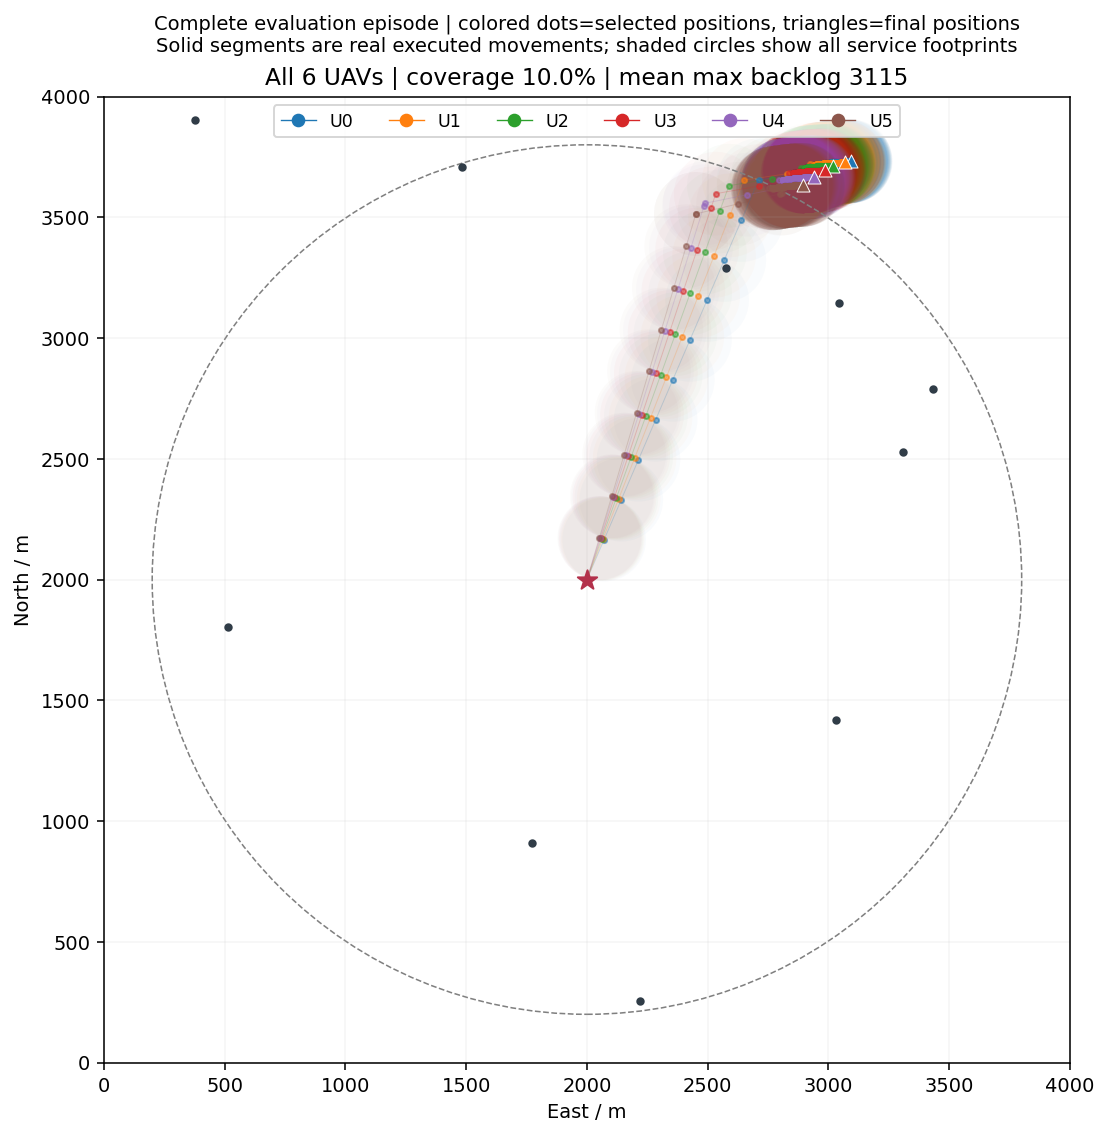 Complete evaluation episode | colored dots=selected positions, triangles=final positions
Solid segments are real executed movements; shaded circles show all service footprints
All 6 UAVs | coverage 10.0% | mean max backlog 3115
U0 U1 U2 U3 U4 U5
4000
3500
3000
2500
2000
1500
1000
500
0
North / m
0 500 1000 1500 2000 2500 3000 3500 4000
East / m